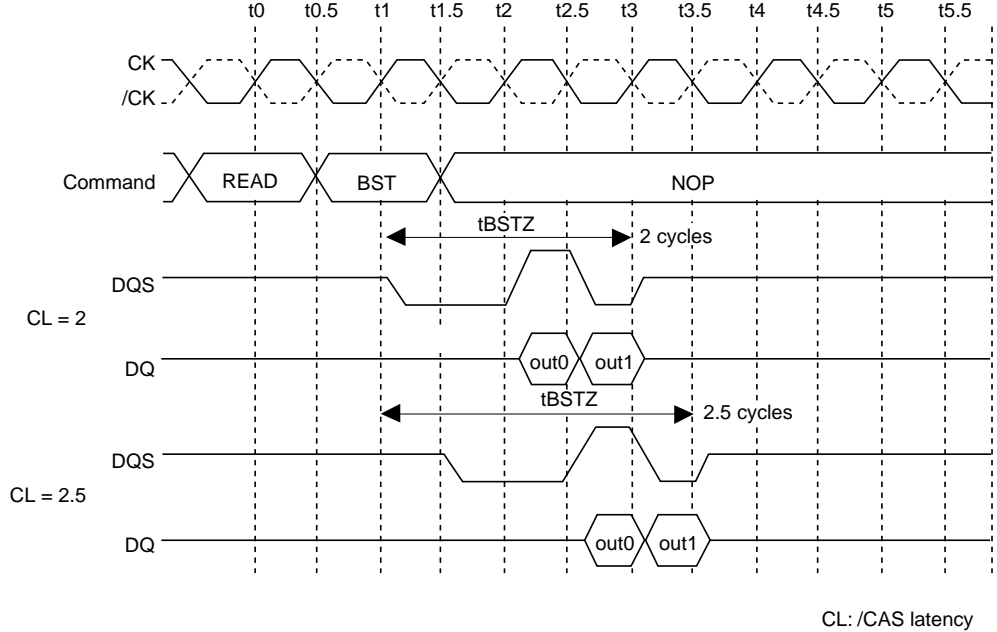 t0 t0.5 t1 t1.5 t2 t2.5 t3 t3.5 t4 t4.5 t5 t5.5
CK
/CK
Command READ BST NOP
tBSTZ 2 cycles
DQS
CL = 2
DQ out0 out1
tBSTZ 2.5 cycles
DQS
CL = 2.5
DQ out0 out1
CL: /CAS latency